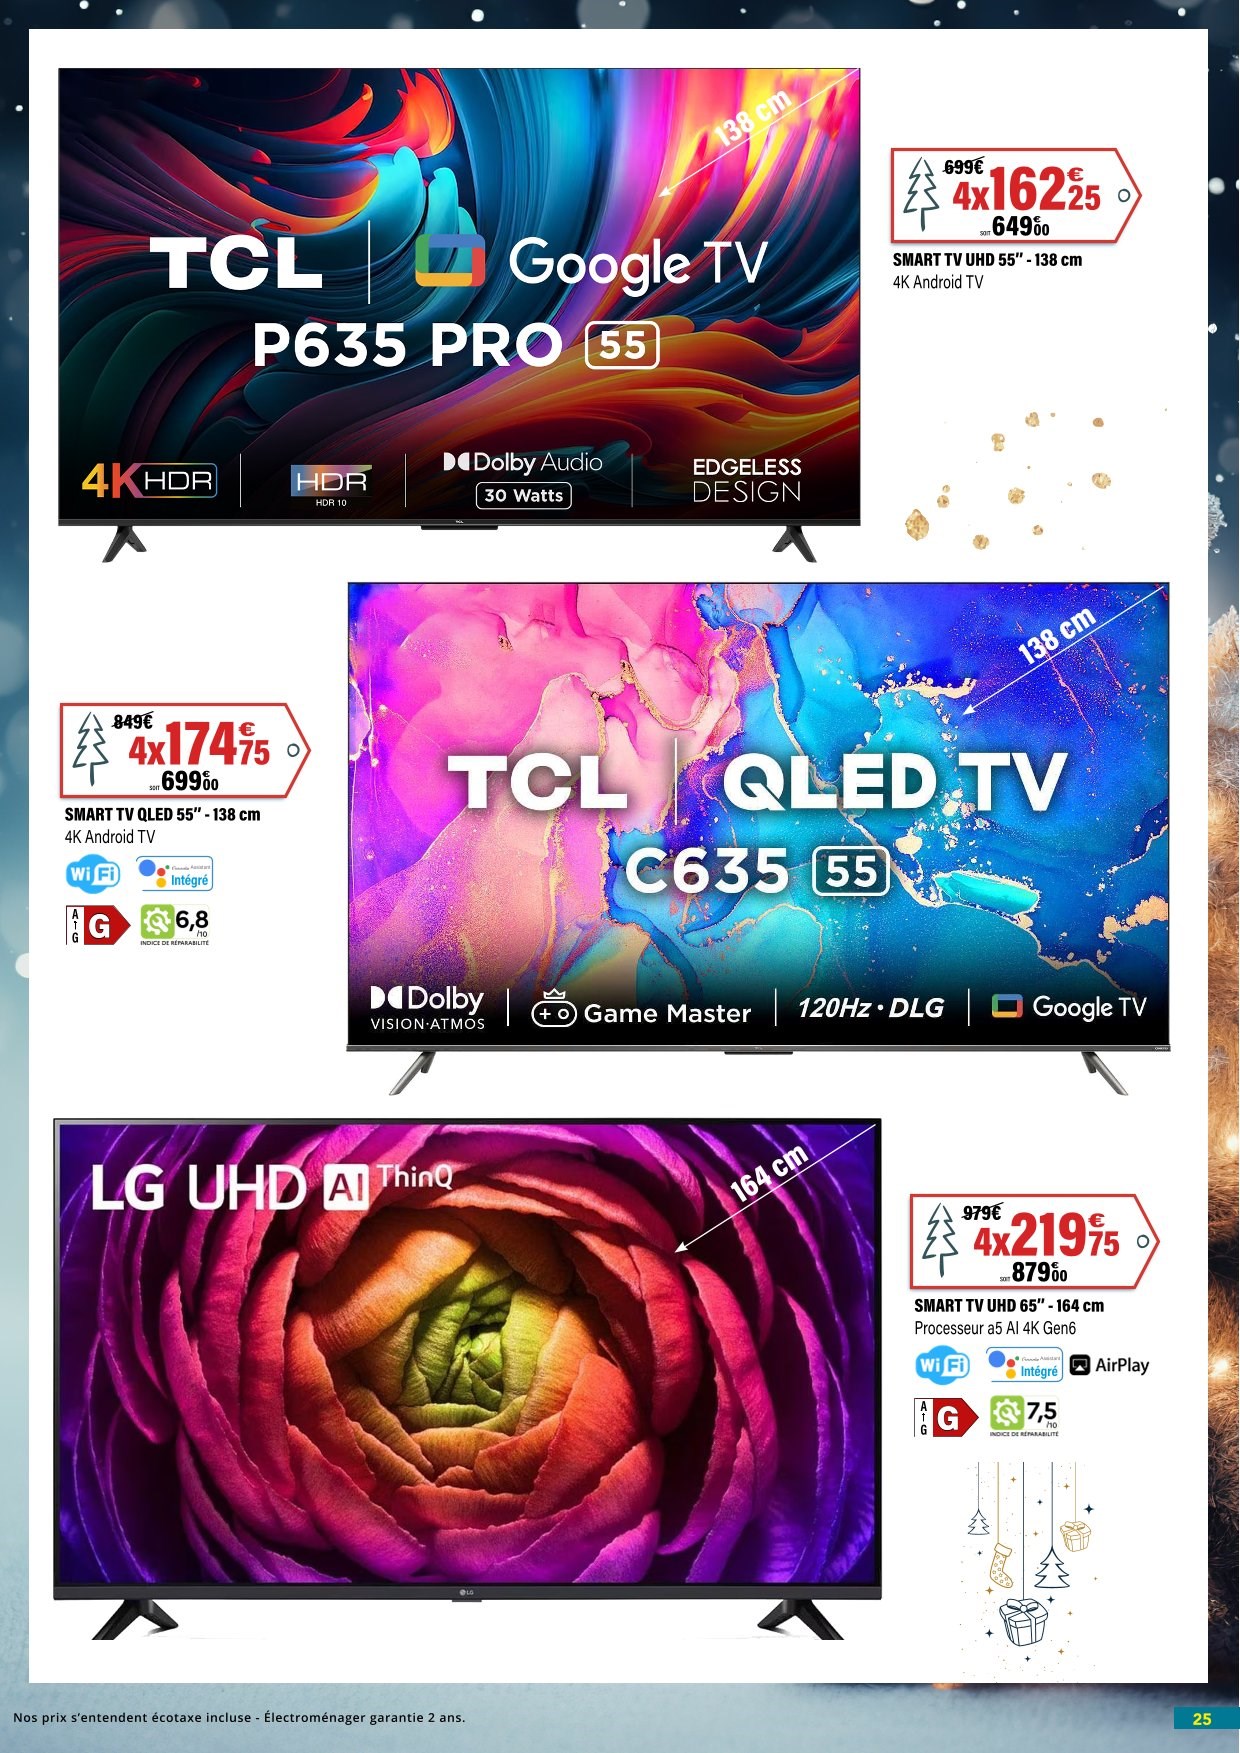 138 cm
TCL Google TV
P635 PRO 55
4K HDR
HDR
HDR 10
Dolby Audio
30 Watts
EDGELESS
DESIGN
TCL
699€
4x162€25
SOIT 649€00
SMART TV UHD 55" - 138 cm
4K Android TV
849€
4x174€75
SOIT 699€00
SMART TV QLED 55" - 138 cm
4K Android TV
WiFi
Intégré
A
G
G
6,8
/10
INDICE DE RÉPARABILITÉ
138 cm
TCL QLED TV
C635 55
Dolby
VISION·ATMOS
Game Master
120Hz • DLG
Google TV
LG UHD AI ThinQ
164 cm
LG
979€
4x219€75
SOIT 879€00
SMART TV UHD 65" - 164 cm
Processeur a5 AI 4K Gen6
WiFi
Intégré
AirPlay
A
G
G
7,5
/10
INDICE DE RÉPARABILITÉ
Nos prix s'entendent écotaxe incluse - Électroménager garantie 2 ans.
25